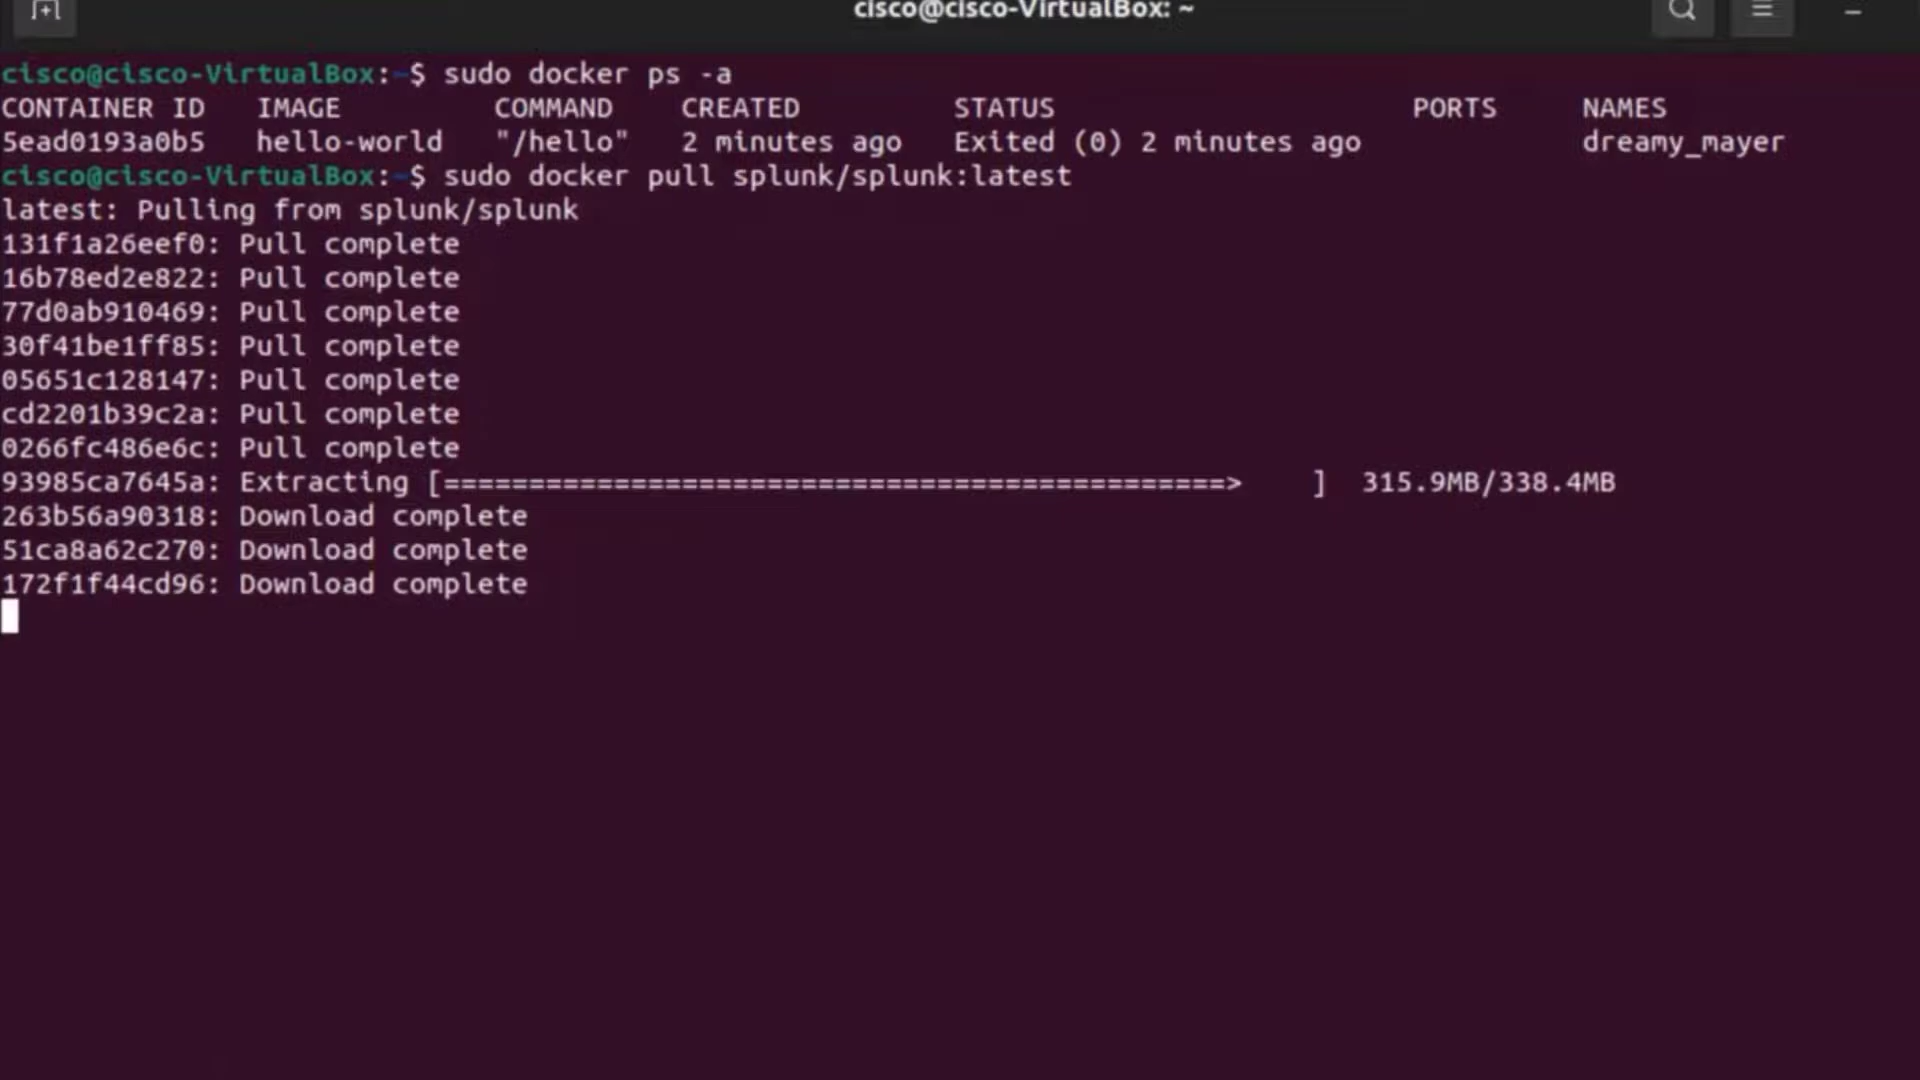 cisco@cisco-VirtualBox: ~
cisco@cisco-VirtualBox:~$ sudo docker ps -a
CONTAINER ID   IMAGE         COMMAND    CREATED         STATUS                     PORTS     NAMES
5ead0193a0b5   hello-world   "/hello"   2 minutes ago   Exited (0) 2 minutes ago             dreamy_mayer
cisco@cisco-VirtualBox:~$ sudo docker pull splunk/splunk:latest
latest: Pulling from splunk/splunk
131f1a26eef0: Pull complete
16b78ed2e822: Pull complete
77d0ab910469: Pull complete
30f41be1ff85: Pull complete
05651c128147: Pull complete
cd2201b39c2a: Pull complete
0266fc486e6c: Pull complete
93985ca7645a: Extracting [==============================================>    ]  315.9MB/338.4MB
263b56a90318: Download complete
51ca8a62c270: Download complete
172f1f44cd96: Download complete